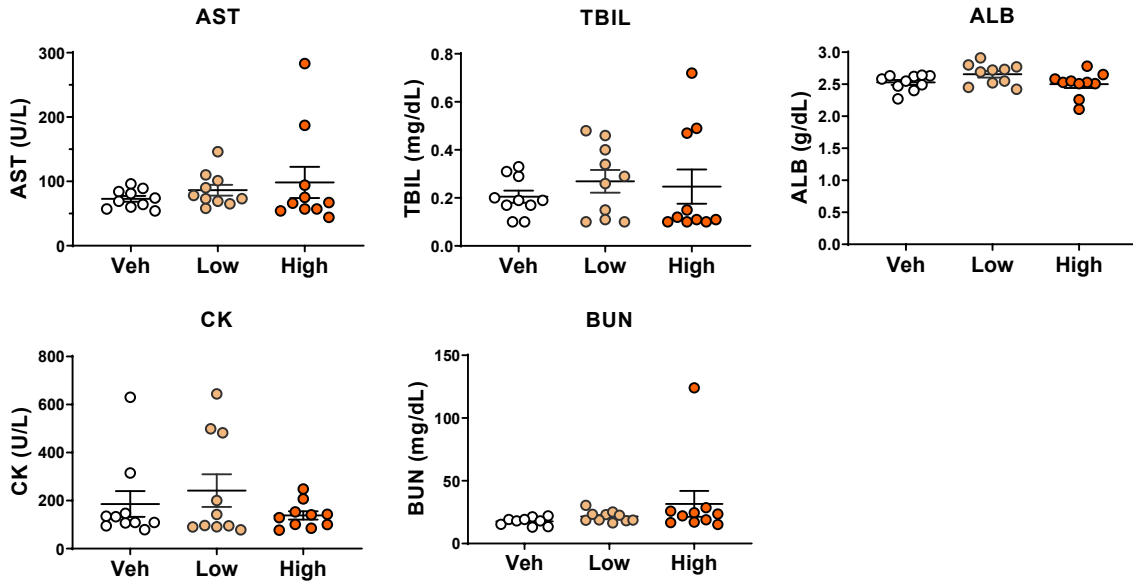 AST
AST (U/L)
300
200
100
0
Veh Low High
TBIL
TBIL (mg/dL)
0.8
0.6
0.4
0.2
0.0
Veh Low High
ALB
ALB (g/dL)
3.0
2.5
2.0
1.5
1.0
0.5
0.0
Veh Low High
CK
CK (U/L)
800
600
400
200
0
Veh Low High
BUN
BUN (mg/dL)
150
100
50
0
Veh Low High